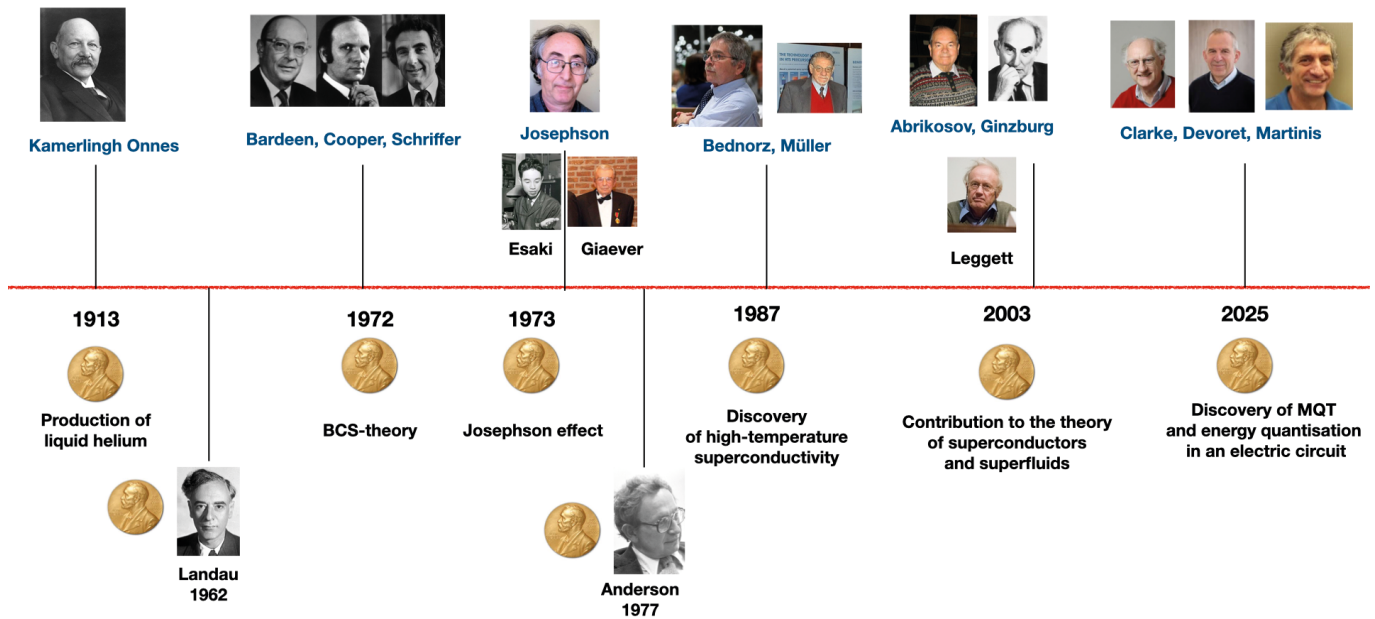 Kamerlingh Onnes
Bardeen, Cooper, Schriffer
Josephson
Bednorz, Müller
Abrikosov, Ginzburg
Clarke, Devoret, Martinis
Esaki
Giaever
Leggett
1913
1972
1973
1987
2003
2025
Production of
liquid helium
BCS-theory
Josephson effect
Discovery
of high-temperature
superconductivity
Contribution to the theory
of superconductors
and superfluids
Discovery of MQT
and energy quantisation
in an electric circuit
Landau
1962
Anderson
1977